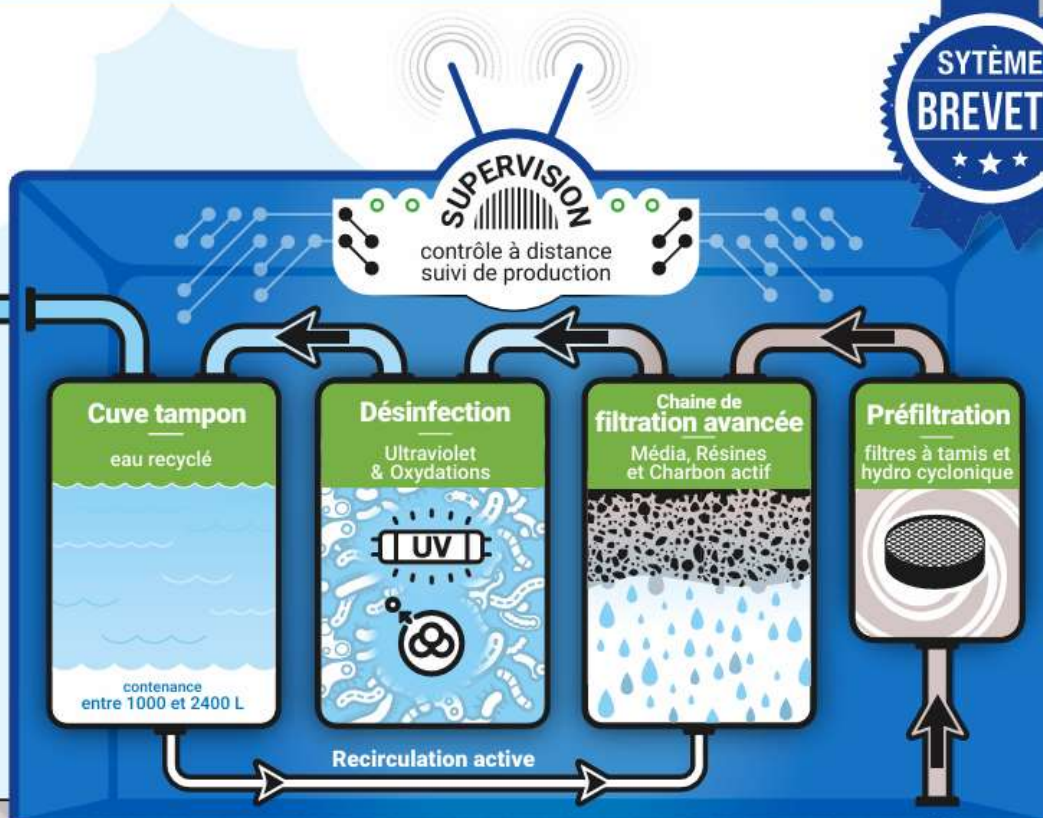 SYTÈME
BREVET
SUPERVISION
contrôle à distance
suivi de production
Cuve tampon
eau recyclé
contenance
entre 1000 et 2400 L
Désinfection
Ultraviolet
& Oxydations
UV
Chaine de
filtration avancée
Média, Résines
et Charbon actif
Préfiltration
filtres à tamis et
hydro cyclonique
Recirculation active